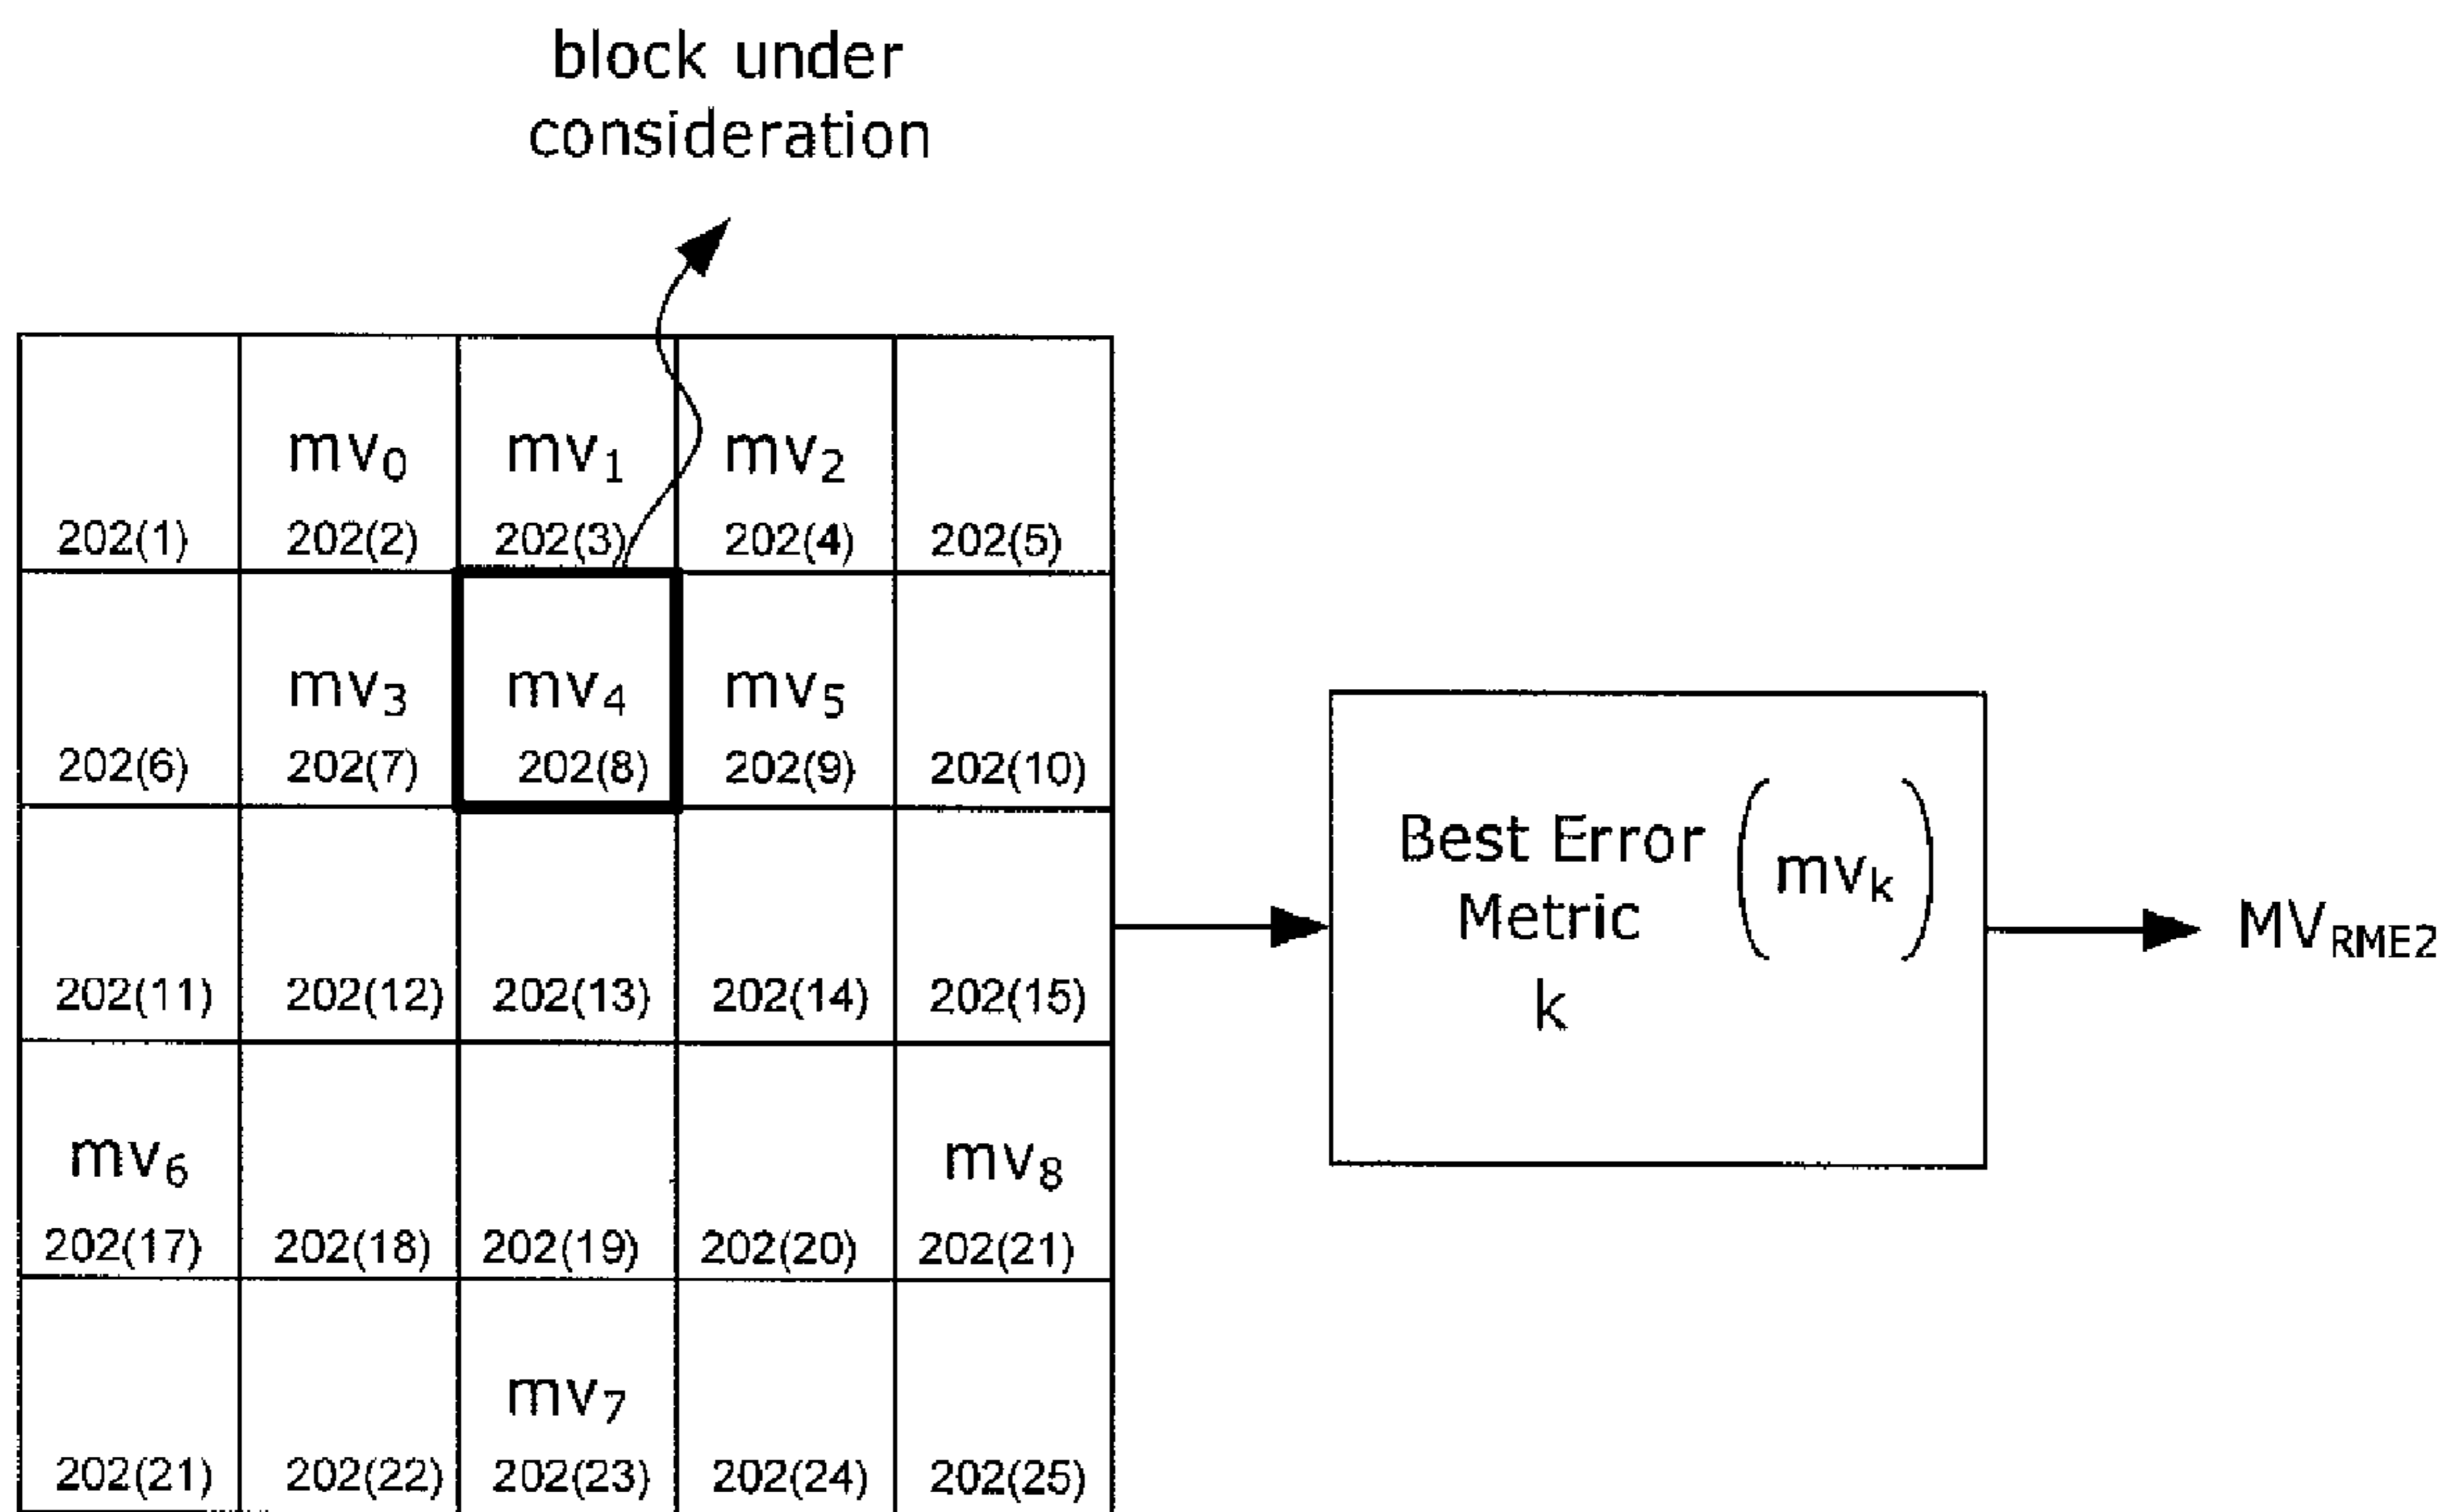 block under
consideration
mv0 mv1 mv2
202(1) 202(2) 202(3) 202(4) 202(5)
mv3 mv4 mv5
202(6) 202(7) 202(8) 202(9) 202(10)
202(11) 202(12) 202(13) 202(14) 202(15)
mv6 mv8
202(17) 202(18) 202(19) 202(20) 202(21)
mv7
202(21) 202(22) 202(23) 202(24) 202(25)
Best Error (mvk)
Metric
k
MVRME2